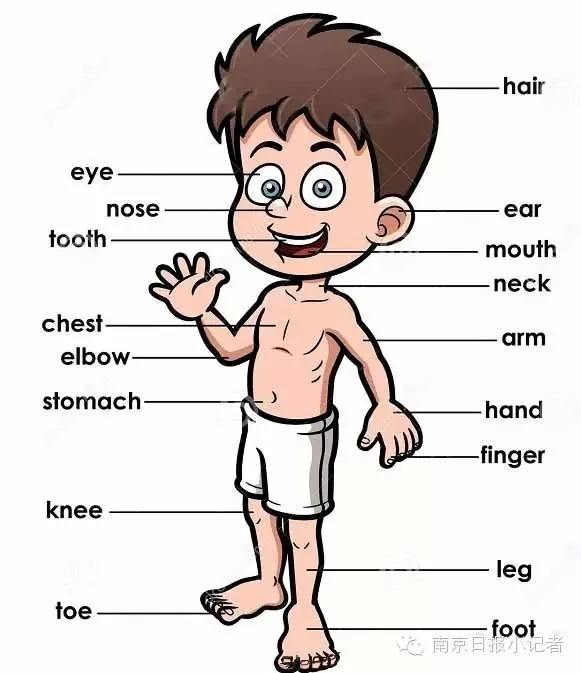 hair
eye
nose
ear
tooth
mouth
neck
chest
arm
elbow
stomach
hand
finger
knee
leg
toe
foot
南京日报小记者